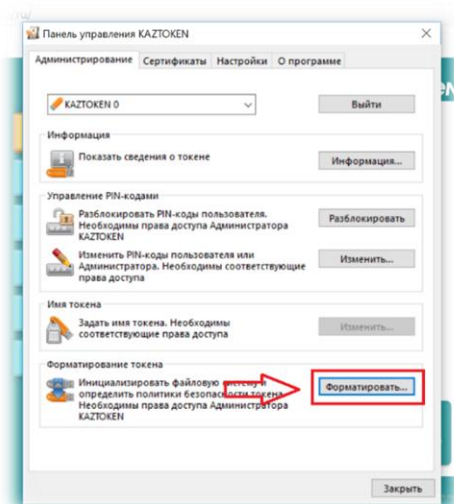 Панель управления KAZTOKEN
Администрирование Сертификаты Настройки О программе
KAZTOKEN 0
Выйти
Информация
Показать сведения о токене
Информация...
Управление PIN-кодами
Разблокировать PIN-коды пользователя.
Необходимы права доступа Администратора
KAZTOKEN
Разблокировать
Изменить PIN-коды пользователя или
Администратора. Необходимы соответствующие
права доступа
Изменить...
Имя токена
Задать имя токена. Необходимы
соответствующие права доступа
Изменить...
Форматирование токена
Инициализировать файловую систему и
определить политики безопасности токена.
Необходимы права доступа Администратора
KAZTOKEN
Форматировать...
Закрыть